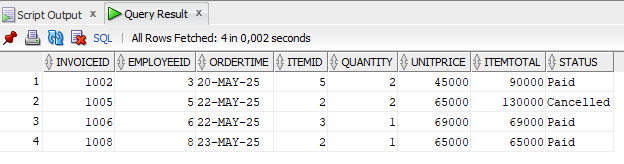 Script Output × Query Result ×
SQL | All Rows Fetched: 4 in 0,002 seconds
INVOICEID EMPLOYEEID ORDERTIME ITEMID QUANTITY UNITPRICE ITEMTOTAL STATUS
1 1002 3 20-MAY-25 5 2 45000 90000 Paid
2 1005 5 22-MAY-25 2 2 65000 130000 Cancelled
3 1006 6 22-MAY-25 3 1 69000 69000 Paid
4 1008 8 23-MAY-25 2 1 65000 65000 Paid